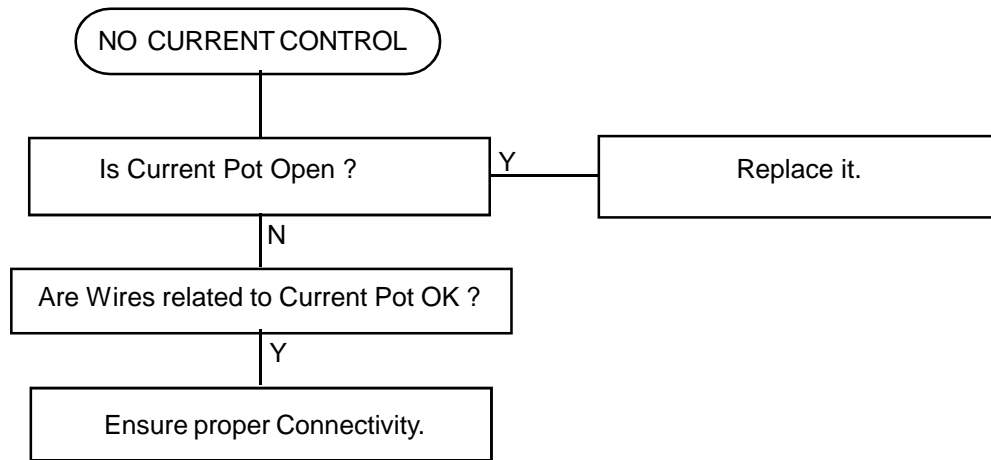 NO CURRENT CONTROL
Is Current Pot Open ?
Y
Replace it.
N
Are Wires related to Current Pot OK ?
Y
Ensure proper Connectivity.